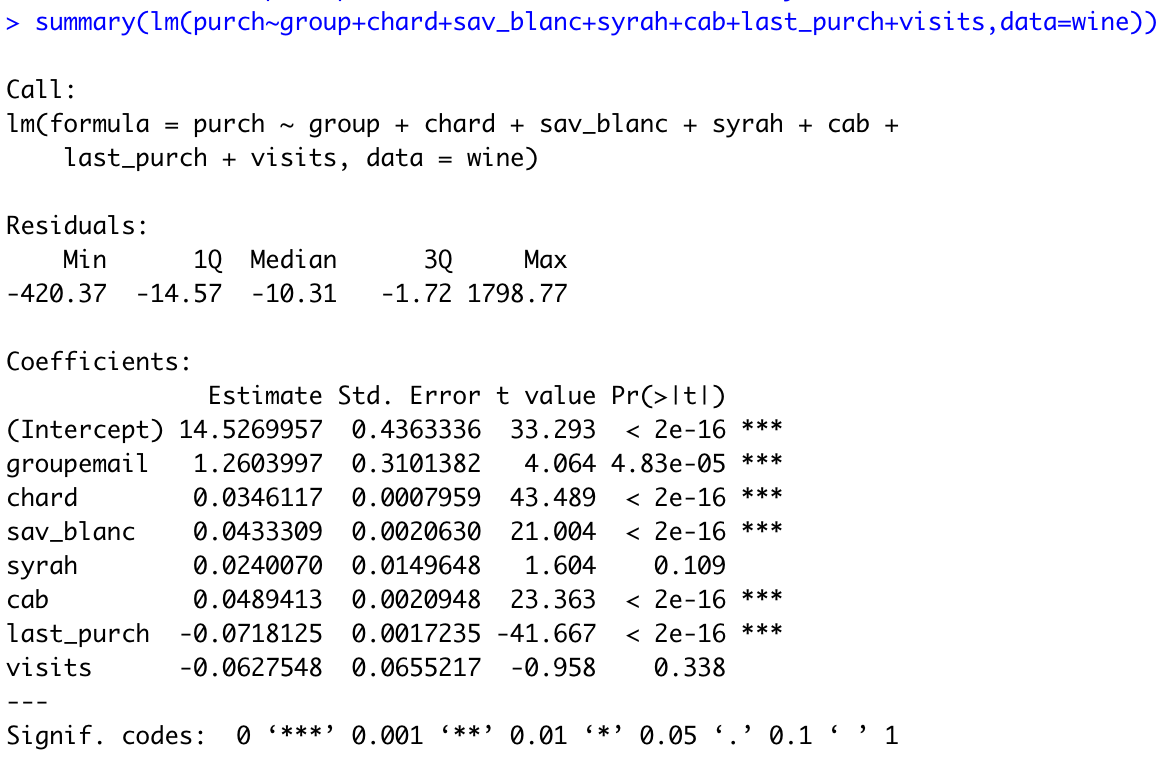 > summary(lm(purch~group+chard+sav_blanc+syrah+cab+last_purch+visits,data=wine))
Call:
lm(formula = purch ~ group + chard + sav_blanc + syrah + cab +
    last_purch + visits, data = wine)
Residuals:
    Min      1Q  Median      3Q     Max
-420.37  -14.57  -10.31   -1.72 1798.77
Coefficients:
              Estimate Std. Error t value Pr(>|t|)
(Intercept) 14.5269957  0.4363336  33.293  < 2e-16 ***
groupemail   1.2603997  0.3101382   4.064 4.83e-05 ***
chard        0.0346117  0.0007959  43.489  < 2e-16 ***
sav_blanc    0.0433309  0.0020630  21.004  < 2e-16 ***
syrah        0.0240070  0.0149648   1.604    0.109
cab          0.0489413  0.0020948  23.363  < 2e-16 ***
last_purch  -0.0718125  0.0017235 -41.667  < 2e-16 ***
visits      -0.0627548  0.0655217  -0.958    0.338
---
Signif. codes:  0 ‘***’ 0.001 ‘**’ 0.01 ‘*’ 0.05 ‘.’ 0.1 ‘ ’ 1